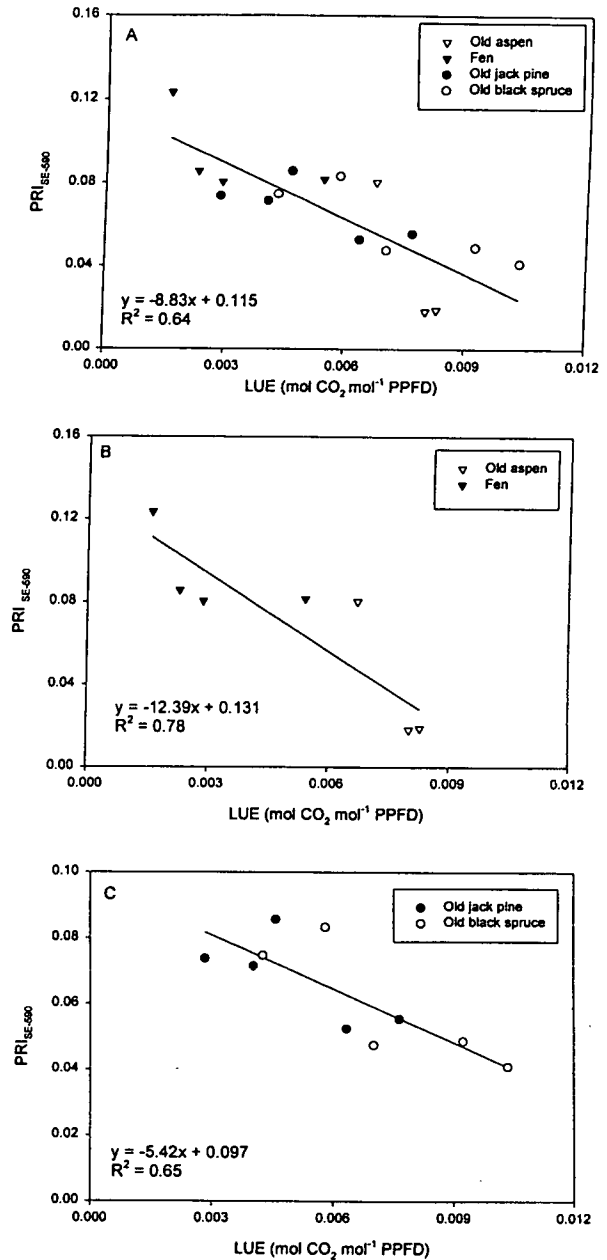 A
Old aspen
Fen
Old jack pine
Old black spruce
0.16
0.12
0.08
0.04
0.00
PRI SE-590
y = -8.83x + 0.115
R² = 0.64
0.000 0.003 0.006 0.009 0.012
LUE (mol CO₂ mol⁻¹ PPFD)
B
Old aspen
Fen
0.16
0.12
0.08
0.04
0.00
PRI SE-590
y = -12.39x + 0.131
R² = 0.78
0.000 0.003 0.006 0.009 0.012
LUE (mol CO₂ mol⁻¹ PPFD)
C
Old jack pine
Old black spruce
0.10
0.08
0.06
0.04
0.02
0.00
PRI SE-590
y = -5.42x + 0.097
R² = 0.65
0.000 0.003 0.006 0.009 0.012
LUE (mol CO₂ mol⁻¹ PPFD)